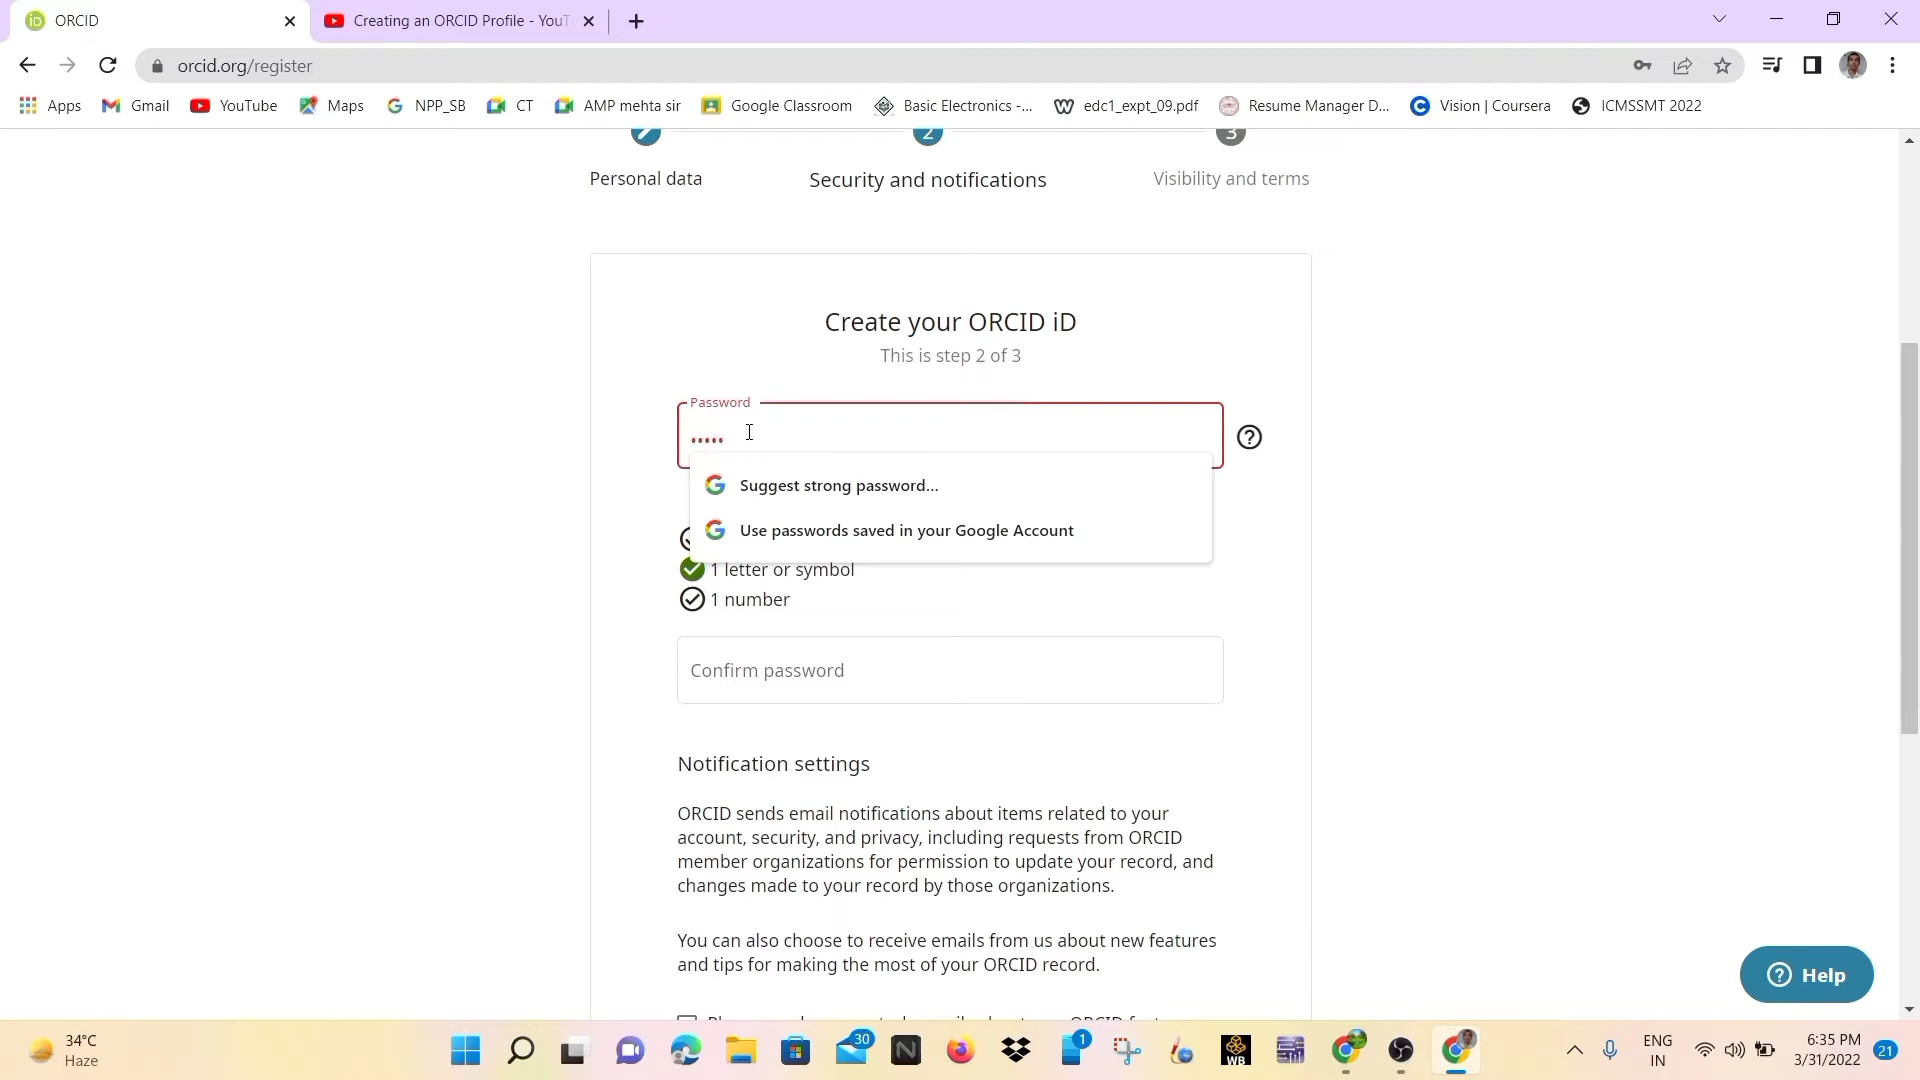 ORCID
Creating an ORCID Profile - YouT
orcid.org/register
Apps
Gmail
YouTube
Maps
NPP_SB
CT
AMP mehta sir
Google Classroom
Basic Electronics -...
edc1_expt_09.pdf
Resume Manager D...
Vision | Coursera
ICMSSMT 2022
2
3
Personal data
Security and notifications
Visibility and terms
Create your ORCID iD
This is step 2 of 3
Password
Suggest strong password...
Use passwords saved in your Google Account
1 letter or symbol
1 number
Confirm password
Notification settings
ORCID sends email notifications about items related to your
account, security, and privacy, including requests from ORCID
member organizations for permission to update your record, and
changes made to your record by those organizations.
You can also choose to receive emails from us about new features
and tips for making the most of your ORCID record.
Help
34°C
Haze
30
1
WB
ENG
IN
6:35 PM
3/31/2022
21